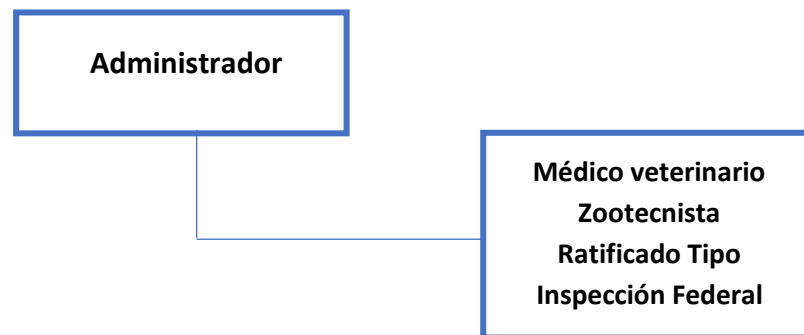 Administrador
Médico veterinario
Zootecnista
Ratificado Tipo
Inspección Federal